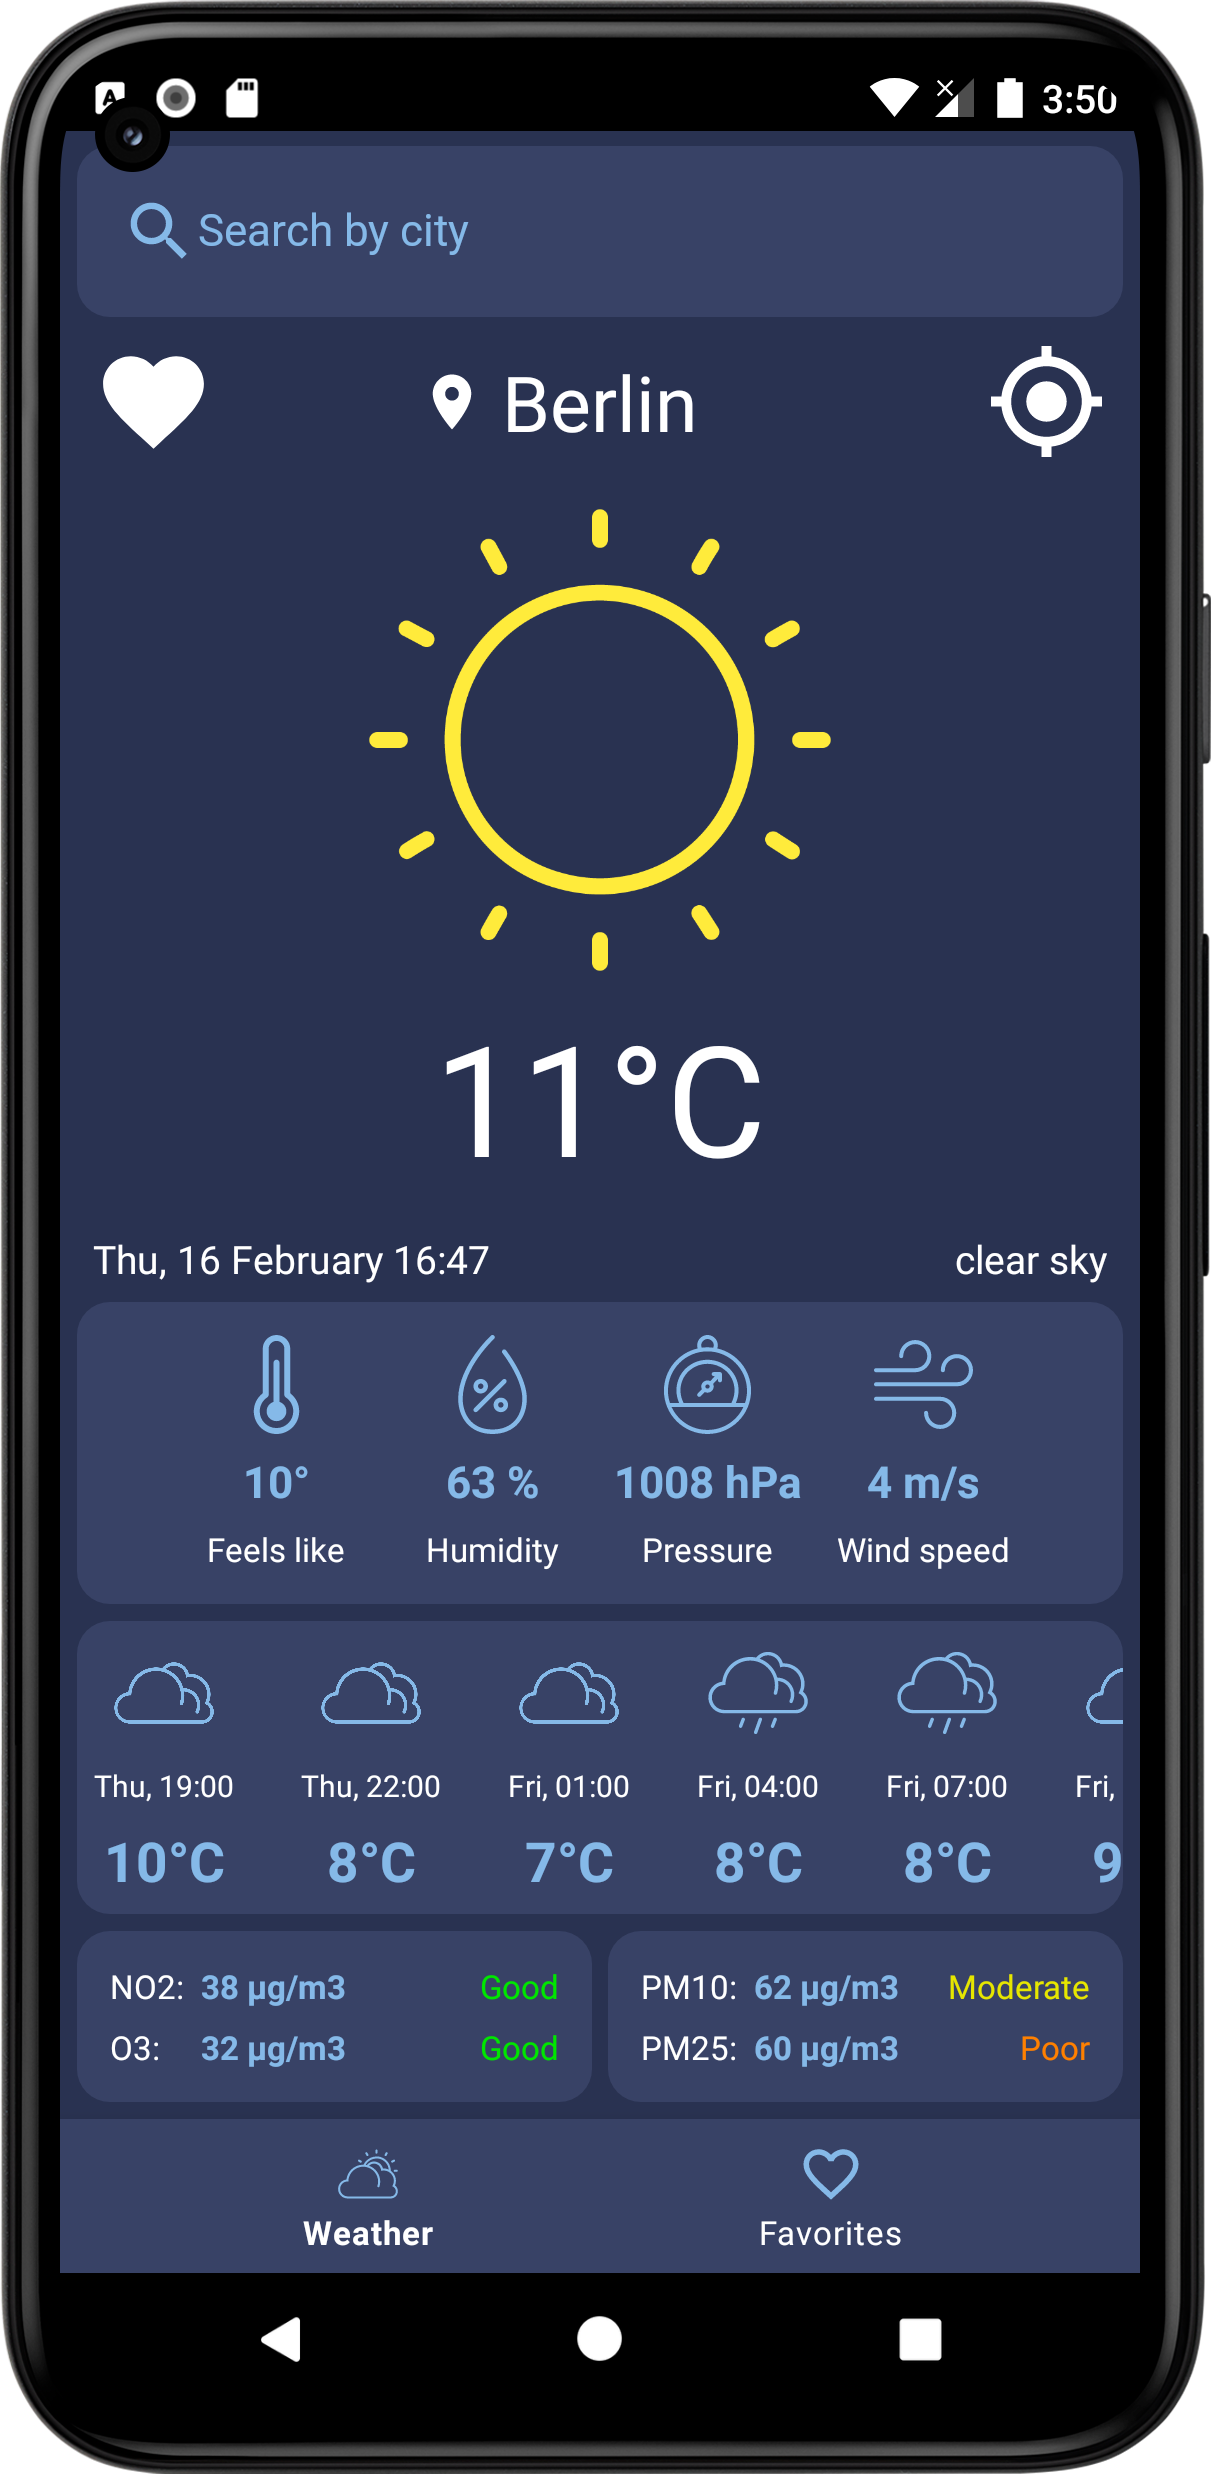 A
3:50
Search by city
Berlin
11°C
Thu, 16 February 16:47 clear sky
10° 63 % 1008 hPa 4 m/s
Feels like Humidity Pressure Wind speed
Thu, 19:00 Thu, 22:00 Fri, 01:00 Fri, 04:00 Fri, 07:00 Fri,
10°C 8°C 7°C 8°C 8°C 9
NO2: 38 µg/m3 Good PM10: 62 µg/m3 Moderate
O3: 32 µg/m3 Good PM25: 60 µg/m3 Poor
Weather Favorites